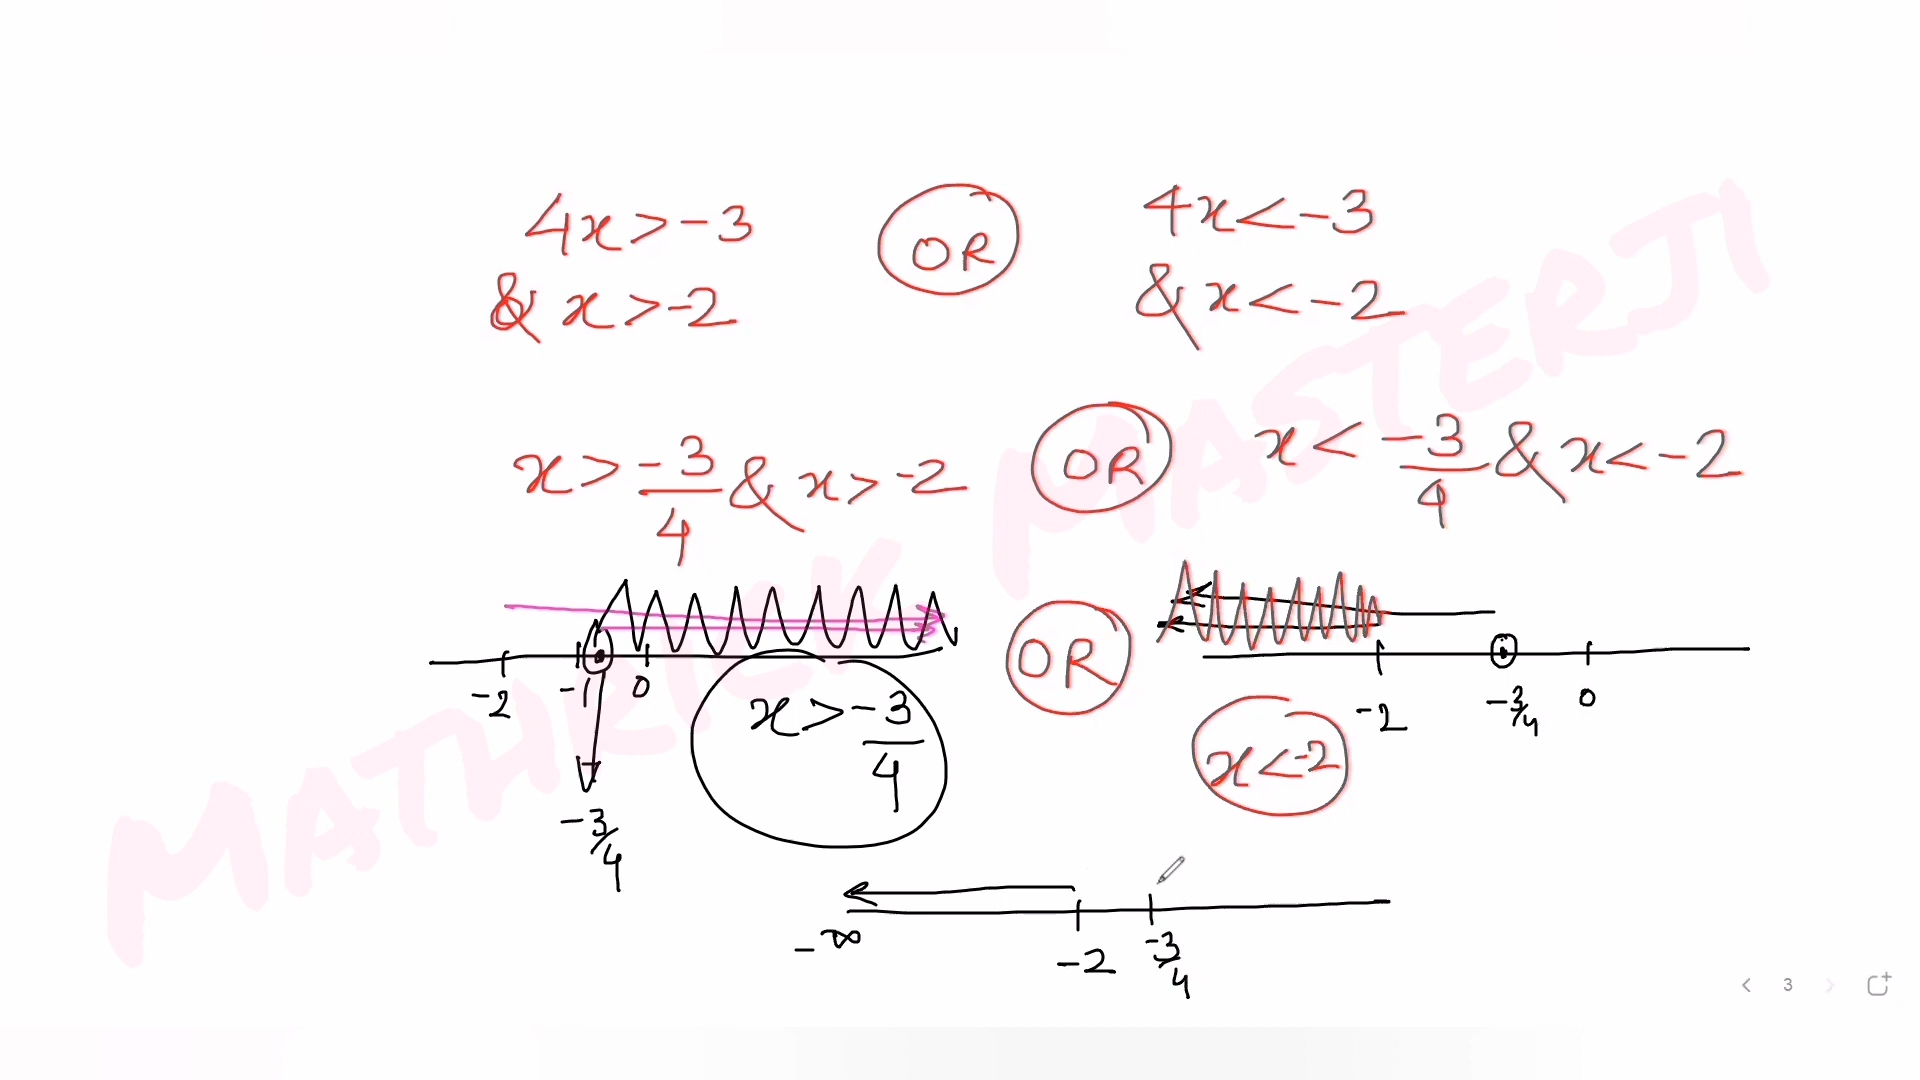 4x>-3 OR 4x<-3
& x>-2 & x<-2
x>-3/4 & x>-2 OR x<-3/4 & x<-2
-2 -1 0 OR -2 -3/4 0
x>-3/4 x<-2
-3/4
-∞ -2 -3/4
MATHRICK MASTERJI
3